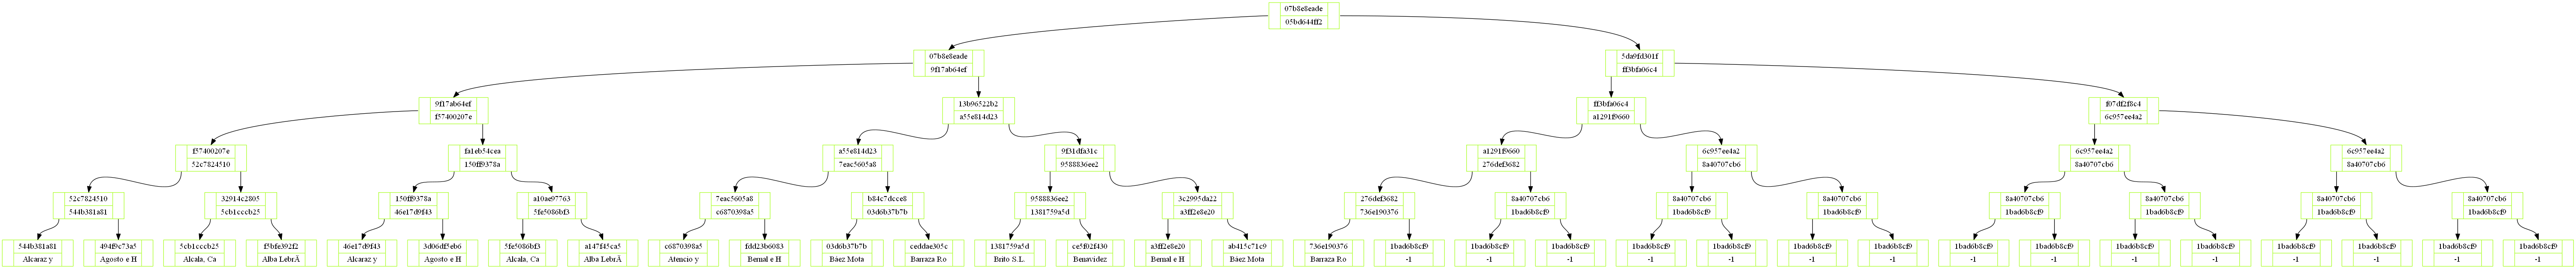 07b8e8eade
05bd644ff2
07b8e8eade
9f17ab64ef
5da9fd301f
ff3bfa06c4
9f17ab64ef
f57400207e
13b96522b2
a55e814d23
ff3bfa06c4
a1291f9660
f07df2f8c4
6c957ee4a2
f57400207e
52c7824510
fa1eb54cea
150ff9378a
a55e814d23
7eac5605a8
9f31dfa31c
9588836ee2
a1291f9660
276def3682
6c957ee4a2
8a40707cb6
6c957ee4a2
8a40707cb6
6c957ee4a2
8a40707cb6
52c7824510
544b381a81
32914c2805
5cb1cccb25
150ff9378a
46e17d9f43
a10ae97763
5fe5086bf3
7eac5605a8
c6870398a5
b84c7dcce8
03d6b37b7b
9588836ee2
1381759a5d
3c2995da22
a3ff2e8e20
276def3682
736e190376
8a40707cb6
1bad6b8cf9
8a40707cb6
1bad6b8cf9
8a40707cb6
1bad6b8cf9
8a40707cb6
1bad6b8cf9
8a40707cb6
1bad6b8cf9
8a40707cb6
1bad6b8cf9
8a40707cb6
1bad6b8cf9
544b381a81
Alcaraz y
494f9c73a5
Agosto e H
5cb1cccb25
Alcala, Ca
f5bfe392f2
Alba LebrÃ
46e17d9f43
Alcaraz y
3d06df5eb6
Agosto e H
5fe5086bf3
Alcala, Ca
a147f45ca5
Alba LebrÃ
c6870398a5
Atencio y
fdd23b6083
Bernal e H
03d6b37b7b
Báez Mota
ceddae305c
Barraza Ro
1381759a5d
Brito S.L.
ce5f02f430
Benavidez
a3ff2e8e20
Bernal e H
ab415c71c9
Báez Mota
736e190376
Barraza Ro
1bad6b8cf9
-1
1bad6b8cf9
-1
1bad6b8cf9
-1
1bad6b8cf9
-1
1bad6b8cf9
-1
1bad6b8cf9
-1
1bad6b8cf9
-1
1bad6b8cf9
-1
1bad6b8cf9
-1
1bad6b8cf9
-1
1bad6b8cf9
-1
1bad6b8cf9
-1
1bad6b8cf9
-1
1bad6b8cf9
-1
1bad6b8cf9
-1